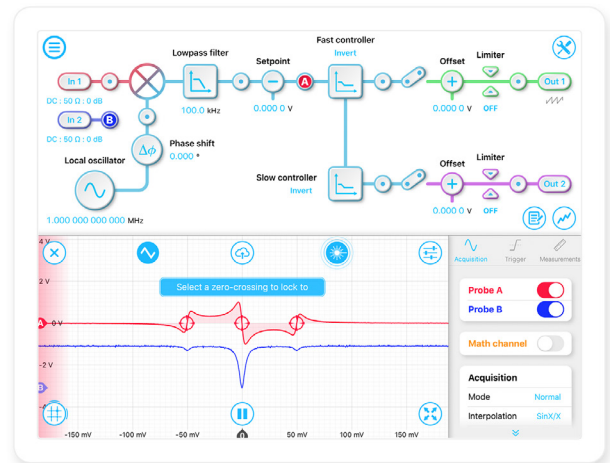 Fast controller
Invert
Lowpass filter
Setpoint
Offset
Limiter
In 1
A
Out 1
DC : 50 Ω : 0 dB
100.0 kHz
0.000 0 V
0.000 0 V
OFF
In 2
B
DC : 50 Ω : 0 dB
Δϕ
Phase shift
0.000 °
Local oscillator
Slow controller
Invert
Offset
Limiter
Out 2
1.000 000 000 000 MHz
0.000 0 V
OFF
4 V
2 V
0 V
-2 V
A
B
Select a zero-crossing to lock to
-150 mV
-100 mV
-50 mV
0
50 mV
100 mV
150 mV
Acquisition
Trigger
Measurements
Probe A
Probe B
Math channel
Acquisition
Mode
Normal
Interpolation
SinX/X